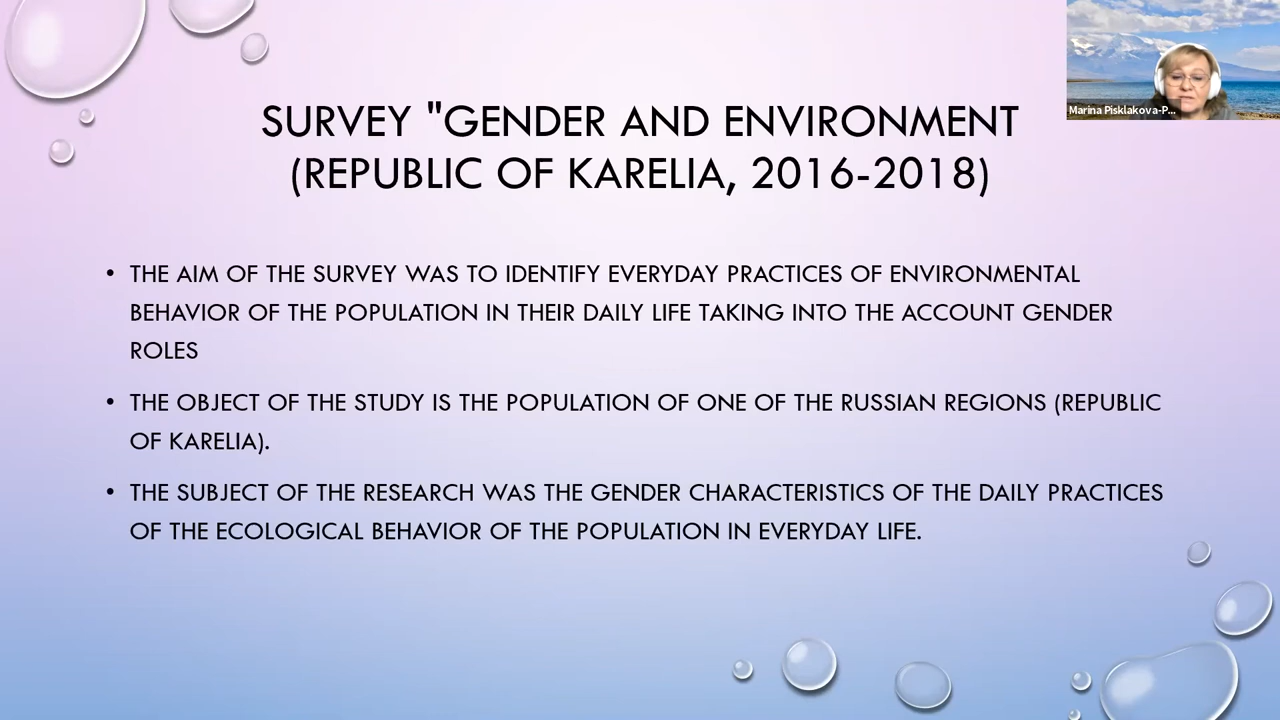 SURVEY "GENDER AND ENVIRONMENT
(REPUBLIC OF KARELIA, 2016-2018)
Marina Pisklakova-P...
• THE AIM OF THE SURVEY WAS TO IDENTIFY EVERYDAY PRACTICES OF ENVIRONMENTAL
BEHAVIOR OF THE POPULATION IN THEIR DAILY LIFE TAKING INTO THE ACCOUNT GENDER
ROLES
• THE OBJECT OF THE STUDY IS THE POPULATION OF ONE OF THE RUSSIAN REGIONS (REPUBLIC
OF KARELIA).
• THE SUBJECT OF THE RESEARCH WAS THE GENDER CHARACTERISTICS OF THE DAILY PRACTICES
OF THE ECOLOGICAL BEHAVIOR OF THE POPULATION IN EVERYDAY LIFE.